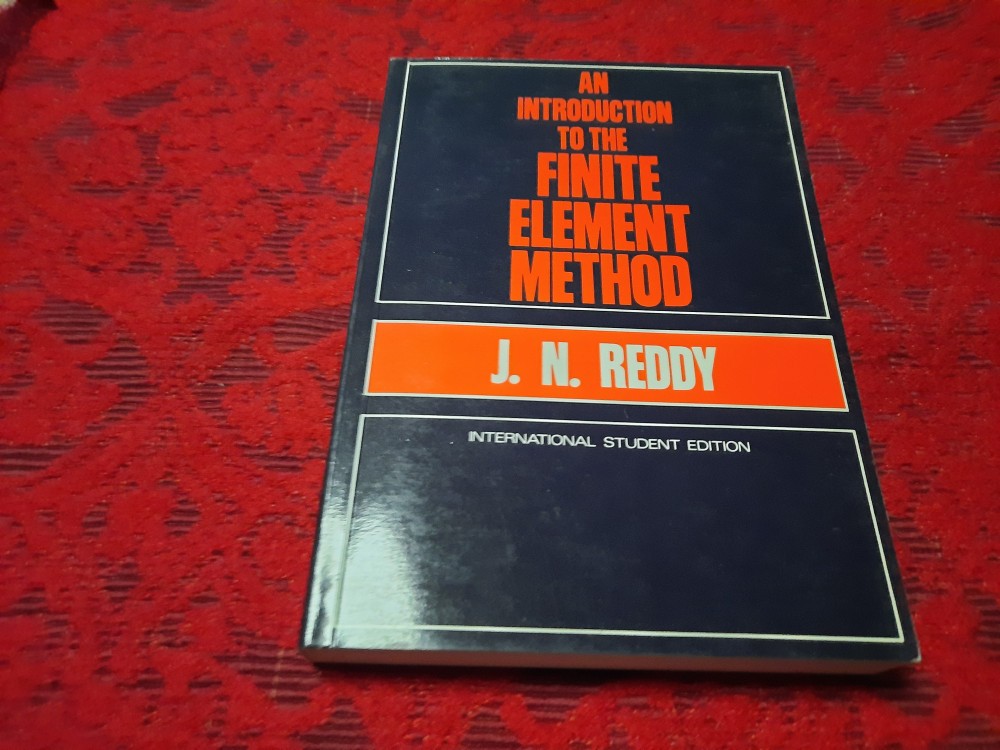 AN
INTRODUCTION
TO THE
FINITE
ELEMENT
METHOD
J. N. REDDY
INTERNATIONAL STUDENT EDITION